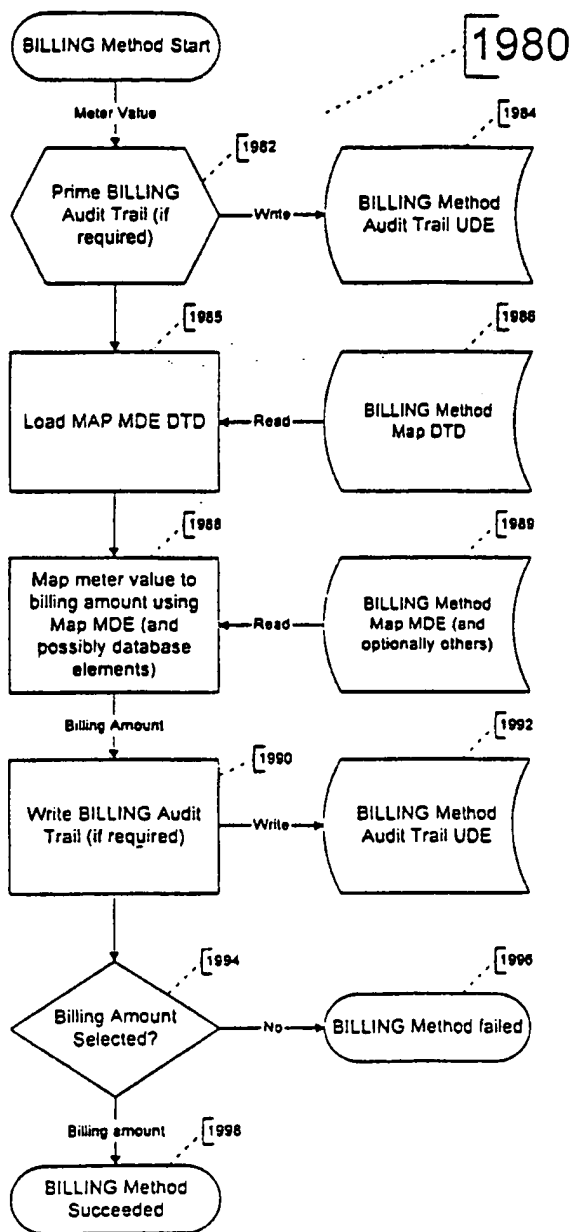 BILLING Method Start
1980
Meter Value
1982
1984
Prime BILLING
Audit Trail (if
required)
Write
BILLING Method
Audit Trail UDE
1985
1986
Load MAP MDE DTD
Read
BILLING Method
Map DTD
1988
1989
Map meter value to
billing amount using
Map MDE (and
possibly database
elements)
Read
BILLING Method
Map MDE (and
optionally others)
Billing Amount
1990
1992
Write BILLING Audit
Trail (if required)
Write
BILLING Method
Audit Trail UDE
1994
1996
Billing Amount
Selected?
No
BILLING Method failed
Billing amount
1998
BILLING Method
Succeeded